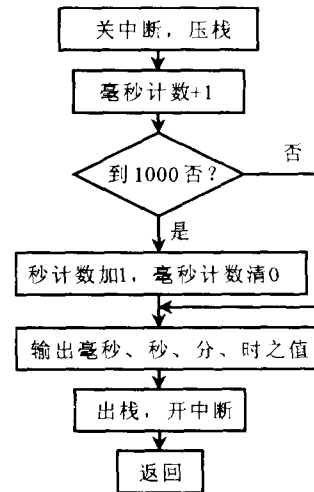 关中断，压栈
毫秒计数+1
到1000否？
否
是
秒计数加1，毫秒计数清0
输出毫秒、秒、分、时之值
出栈，开中断
返回